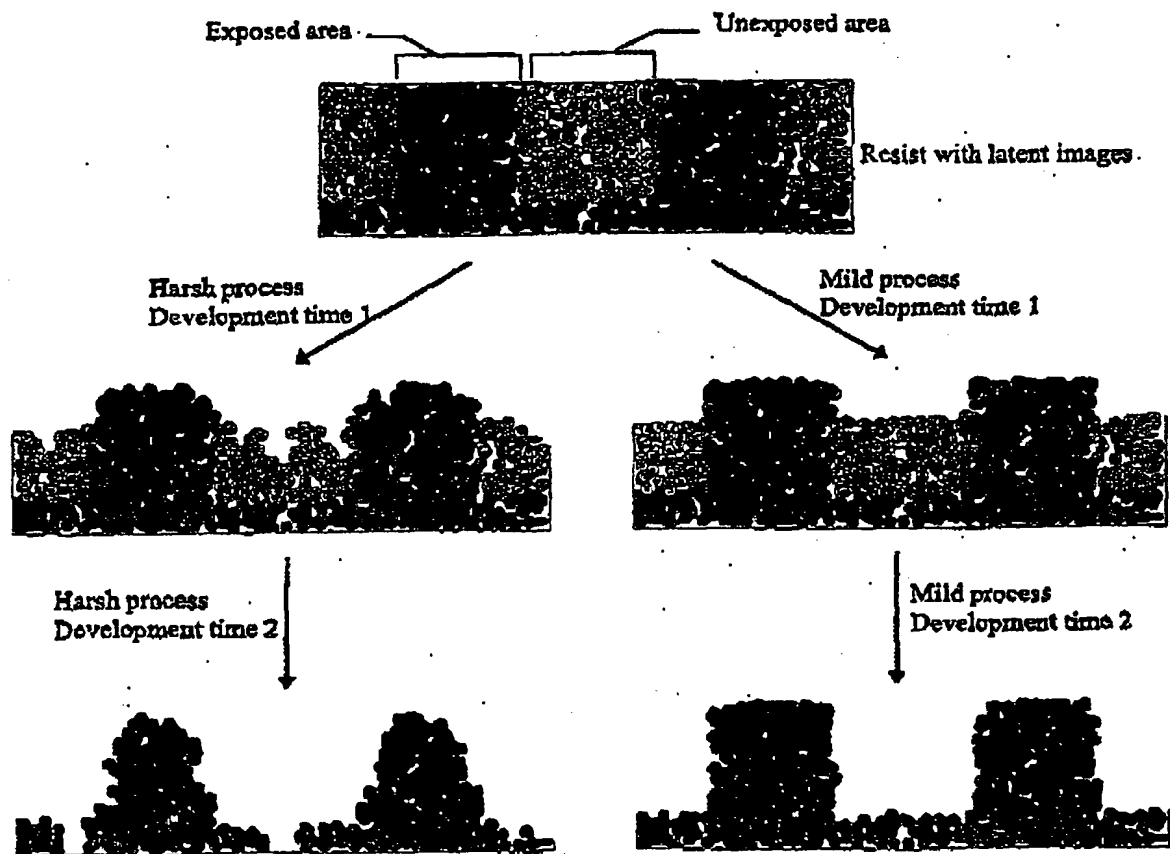 Exposed area
Unexposed area
Resist with latent images
Harsh process
Development time 1
Mild process
Development time 1
Harsh process
Development time 2
Mild process
Development time 2